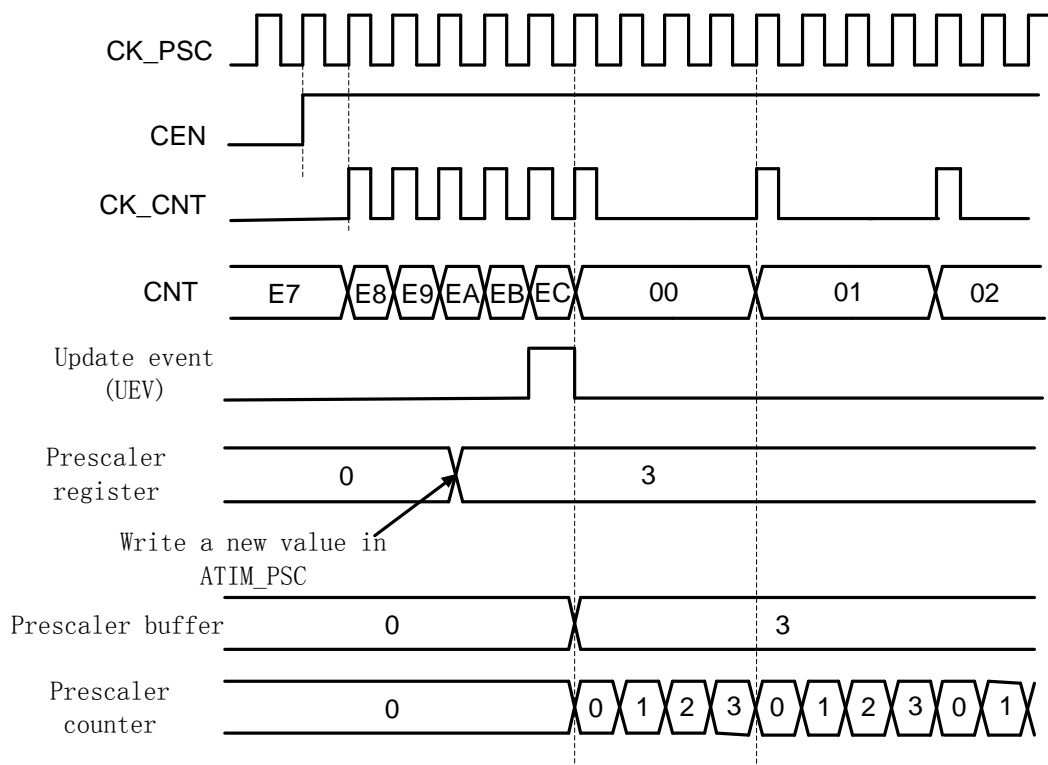 CK_PSC
CEN
CK_CNT
CNT E7 E8 E9 EA EB EC 00 01 02
Update event
(UEV)
Prescaler
register
0 3
Write a new value in
ATIM_PSC
Prescaler buffer 0 3
Prescaler
counter
0 0 1 2 3 0 1 2 3 0 1